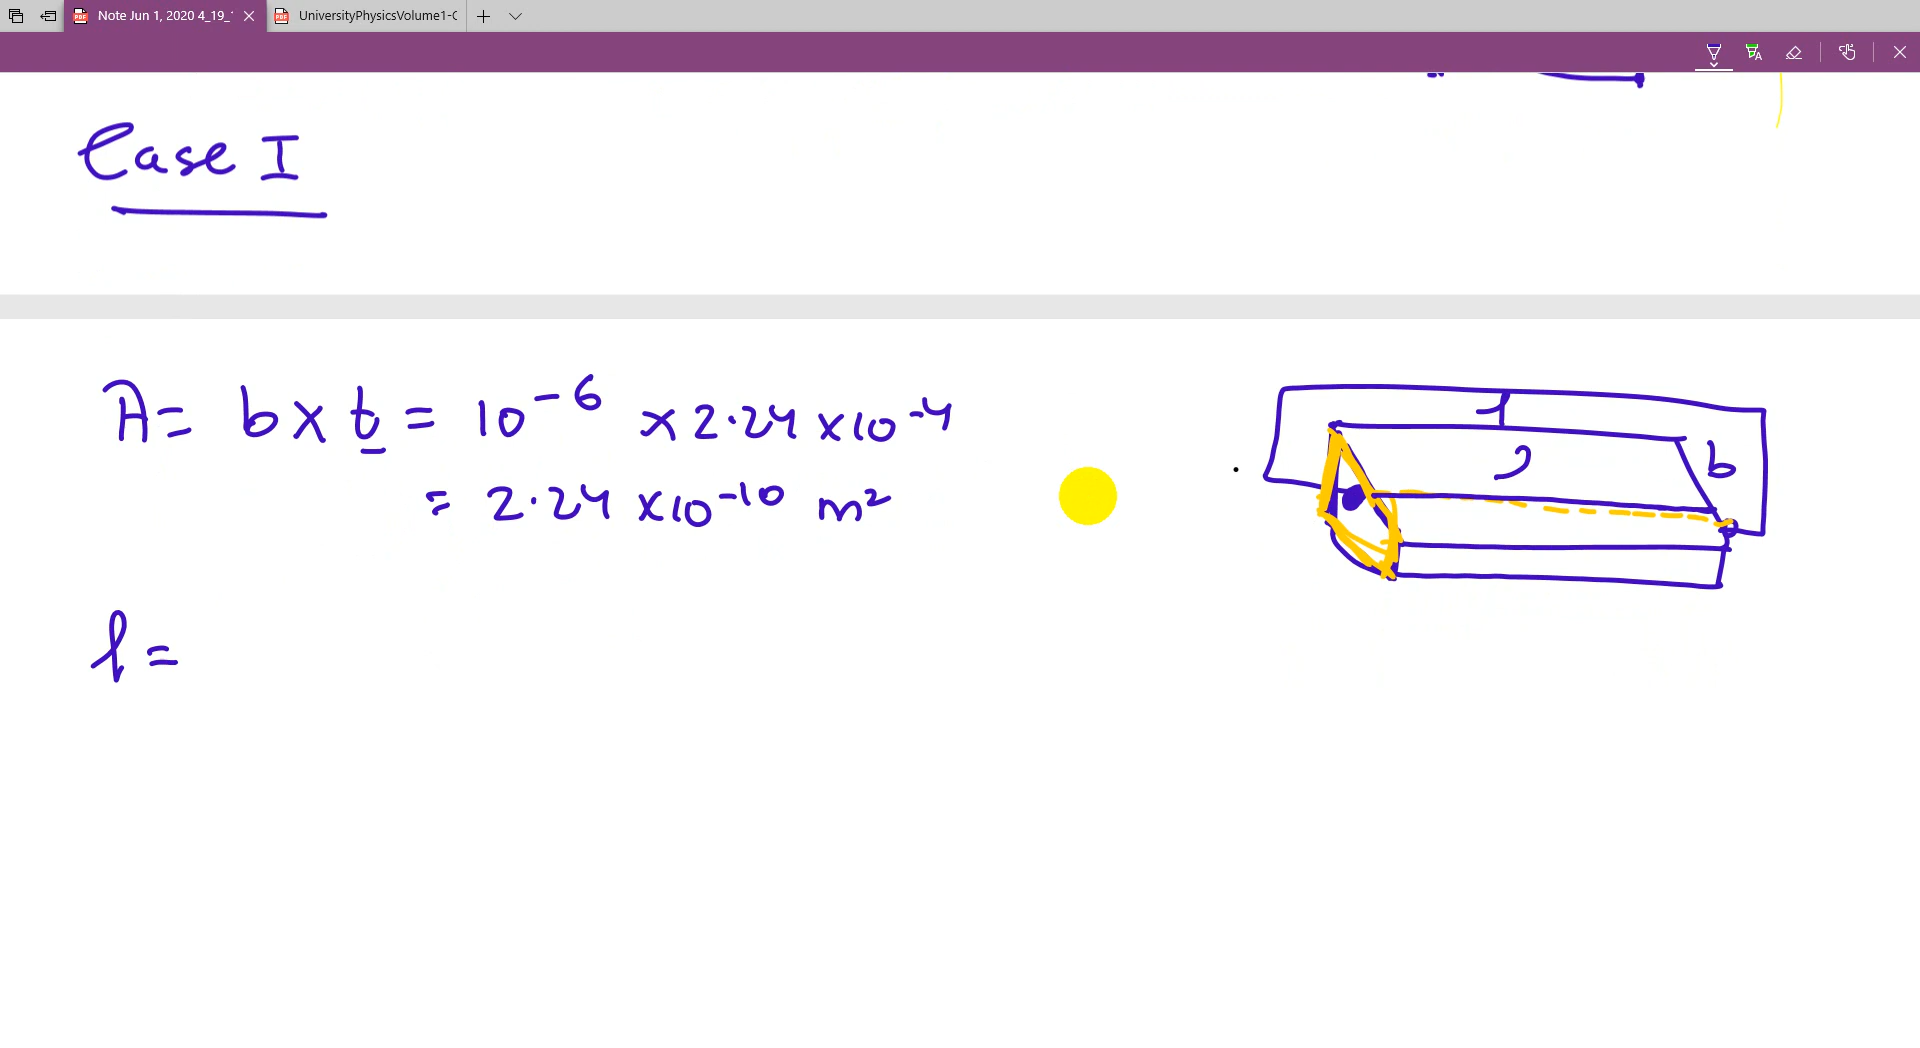 Note Jun 1, 2020 4_19_
UniversityPhysicsVolume1-
Case I
A = b × t = 10⁻⁶ × 2.24 × 10⁻⁴
= 2.24 × 10⁻¹⁰ m²
b
l =